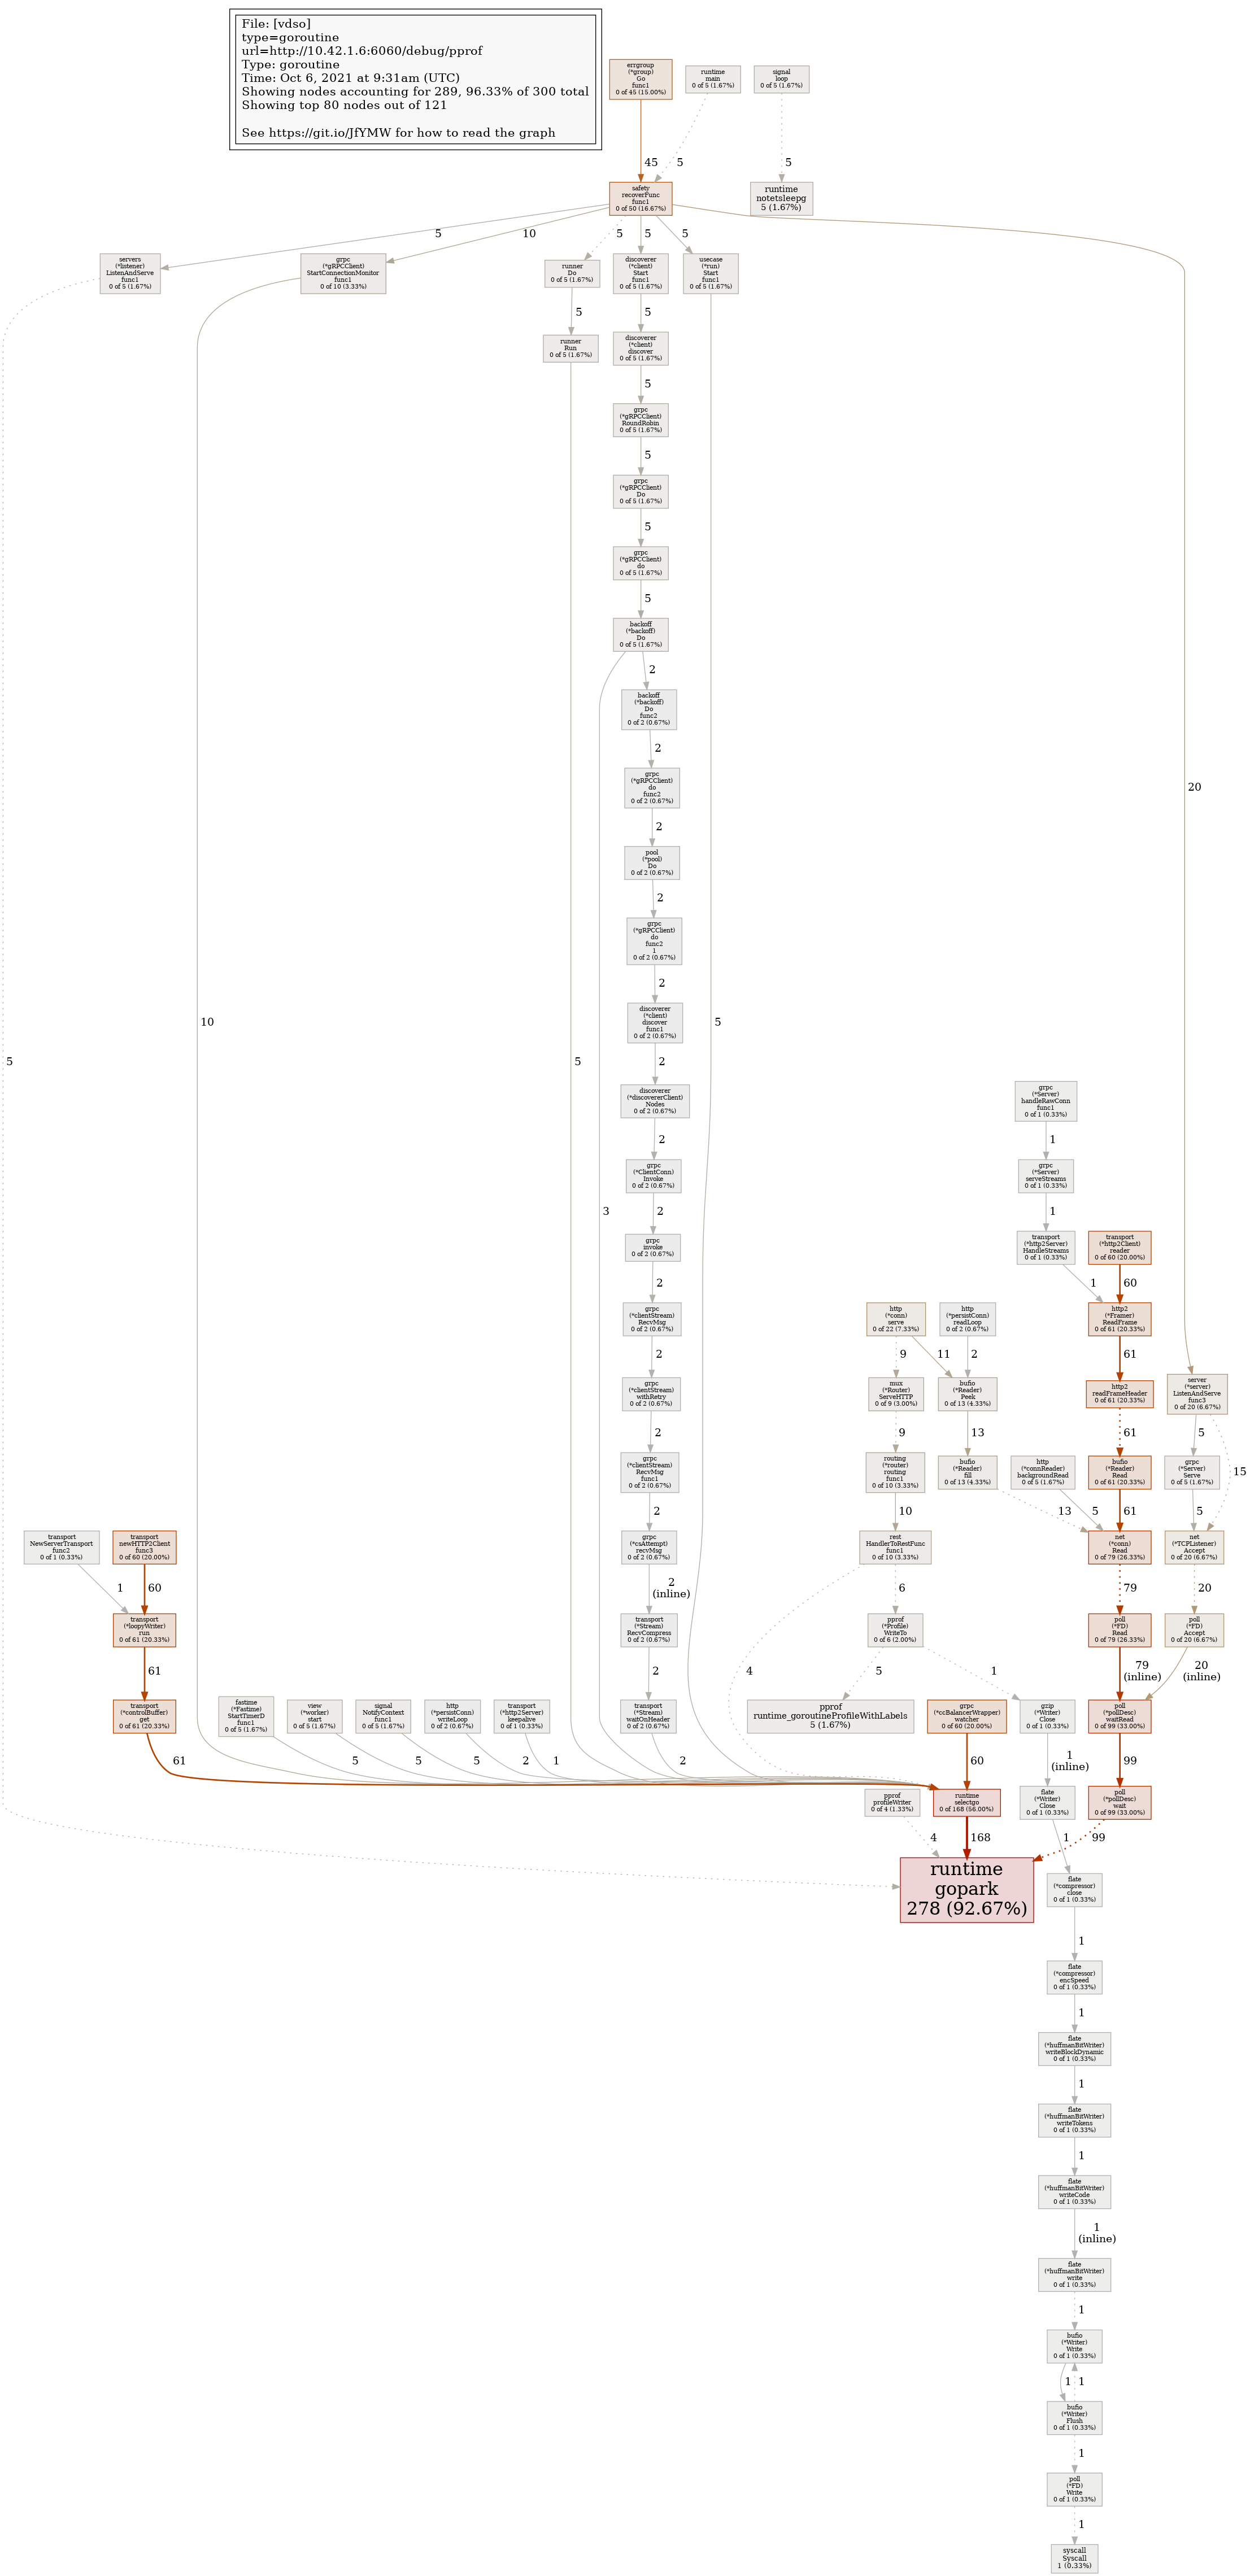 File: [vdso]
type=goroutine
url=http://10.42.1.6:6060/debug/pprof
Type: goroutine
Time: Oct 6, 2021 at 9:31am (UTC)
Showing nodes accounting for 289, 96.33% of 300 total
Showing top 80 nodes out of 121
See https://git.io/JfYMW for how to read the graph
errgroup
(*group)
Go
func1
0 of 45 (15.00%)
runtime
main
0 of 5 (1.67%)
signal
loop
0 of 5 (1.67%)
45
5
5
safety
recoverFunc
func1
0 of 50 (16.67%)
runtime
notetsleepg
5 (1.67%)
5
10
5
5
5
20
servers
(*listener)
ListenAndServe
func1
0 of 5 (1.67%)
grpc
(*gRPCClient)
StartConnectionMonitor
func1
0 of 10 (3.33%)
runner
Do
0 of 5 (1.67%)
discoverer
(*client)
Start
func1
0 of 5 (1.67%)
usecase
(*run)
Start
func1
0 of 5 (1.67%)
5
5
runner
Run
0 of 5 (1.67%)
discoverer
(*client)
discover
0 of 5 (1.67%)
5
grpc
(*gRPCClient)
RoundRobin
0 of 5 (1.67%)
5
grpc
(*gRPCClient)
Do
0 of 5 (1.67%)
5
grpc
(*gRPCClient)
do
0 of 5 (1.67%)
5
backoff
(*backoff)
Do
0 of 5 (1.67%)
2
backoff
(*backoff)
Do
func2
0 of 2 (0.67%)
2
grpc
(*gRPCClient)
do
func2
0 of 2 (0.67%)
2
pool
(*pool)
Do
0 of 2 (0.67%)
2
grpc
(*gRPCClient)
do
func2
1
0 of 2 (0.67%)
2
discoverer
(*client)
discover
func1
0 of 2 (0.67%)
5
10
5
2
5
discoverer
(*discovererClient)
Nodes
0 of 2 (0.67%)
2
grpc
(*ClientConn)
Invoke
0 of 2 (0.67%)
3
2
grpc
invoke
0 of 2 (0.67%)
2
grpc
(*clientStream)
RecvMsg
0 of 2 (0.67%)
2
grpc
(*clientStream)
withRetry
0 of 2 (0.67%)
2
grpc
(*clientStream)
RecvMsg
func1
0 of 2 (0.67%)
2
grpc
(*csAttempt)
recvMsg
0 of 2 (0.67%)
2
(inline)
transport
(*Stream)
RecvCompress
0 of 2 (0.67%)
2
transport
(*Stream)
waitOnHeader
0 of 2 (0.67%)
2
grpc
(*Server)
handleRawConn
func1
0 of 1 (0.33%)
1
grpc
(*Server)
serveStreams
0 of 1 (0.33%)
1
transport
(*http2Server)
HandleStreams
0 of 1 (0.33%)
transport
(*http2Client)
reader
0 of 60 (20.00%)
1
60
http
(*conn)
serve
0 of 22 (7.33%)
http
(*persistConn)
readLoop
0 of 2 (0.67%)
http2
(*Framer)
ReadFrame
0 of 61 (20.33%)
9
11
2
61
mux
(*Router)
ServeHTTP
0 of 9 (3.00%)
bufio
(*Reader)
Peek
0 of 13 (4.33%)
http2
readFrameHeader
0 of 61 (20.33%)
server
(*server)
ListenAndServe
func3
0 of 20 (6.67%)
9
13
61
5
15
routing
(*router)
routing
func1
0 of 10 (3.33%)
bufio
(*Reader)
fill
0 of 13 (4.33%)
http
(*connReader)
backgroundRead
0 of 5 (1.67%)
bufio
(*Reader)
Read
0 of 61 (20.33%)
grpc
(*Server)
Serve
0 of 5 (1.67%)
10
13
5
61
5
transport
NewServerTransport
func2
0 of 1 (0.33%)
transport
newHTTP2Client
func3
0 of 60 (20.00%)
rest
HandlerToRestFunc
func1
0 of 10 (3.33%)
net
(*conn)
Read
0 of 79 (26.33%)
net
(*TCPListener)
Accept
0 of 20 (6.67%)
1
60
6
79
20
transport
(*loopyWriter)
run
0 of 61 (20.33%)
pprof
(*Profile)
WriteTo
0 of 6 (2.00%)
poll
(*FD)
Read
0 of 79 (26.33%)
poll
(*FD)
Accept
0 of 20 (6.67%)
61
4
5
1
79
(inline)
20
(inline)
transport
(*controlBuffer)
get
0 of 61 (20.33%)
fastime
(*Fastime)
StartTimerD
func1
0 of 5 (1.67%)
view
(*worker)
start
0 of 5 (1.67%)
signal
NotifyContext
func1
0 of 5 (1.67%)
http
(*persistConn)
writeLoop
0 of 2 (0.67%)
transport
(*http2Server)
keepalive
0 of 1 (0.33%)
pprof
runtime_goroutineProfileWithLabels
5 (1.67%)
grpc
(*ccBalancerWrapper)
watcher
0 of 60 (20.00%)
gzip
(*Writer)
Close
0 of 1 (0.33%)
poll
(*pollDesc)
waitRead
0 of 99 (33.00%)
61
5
5
5
2
1
60
1
(inline)
99
pprof
profileWriter
0 of 4 (1.33%)
runtime
selectgo
0 of 168 (56.00%)
flate
(*Writer)
Close
0 of 1 (0.33%)
poll
(*pollDesc)
wait
0 of 99 (33.00%)
4
168
1
99
runtime
gopark
278 (92.67%)
flate
(*compressor)
close
0 of 1 (0.33%)
1
flate
(*compressor)
encSpeed
0 of 1 (0.33%)
1
flate
(*huffmanBitWriter)
writeBlockDynamic
0 of 1 (0.33%)
1
flate
(*huffmanBitWriter)
writeTokens
0 of 1 (0.33%)
1
flate
(*huffmanBitWriter)
writeCode
0 of 1 (0.33%)
1
(inline)
flate
(*huffmanBitWriter)
write
0 of 1 (0.33%)
1
bufio
(*Writer)
Write
0 of 1 (0.33%)
1
1
bufio
(*Writer)
Flush
0 of 1 (0.33%)
1
poll
(*FD)
Write
0 of 1 (0.33%)
1
syscall
Syscall
1 (0.33%)